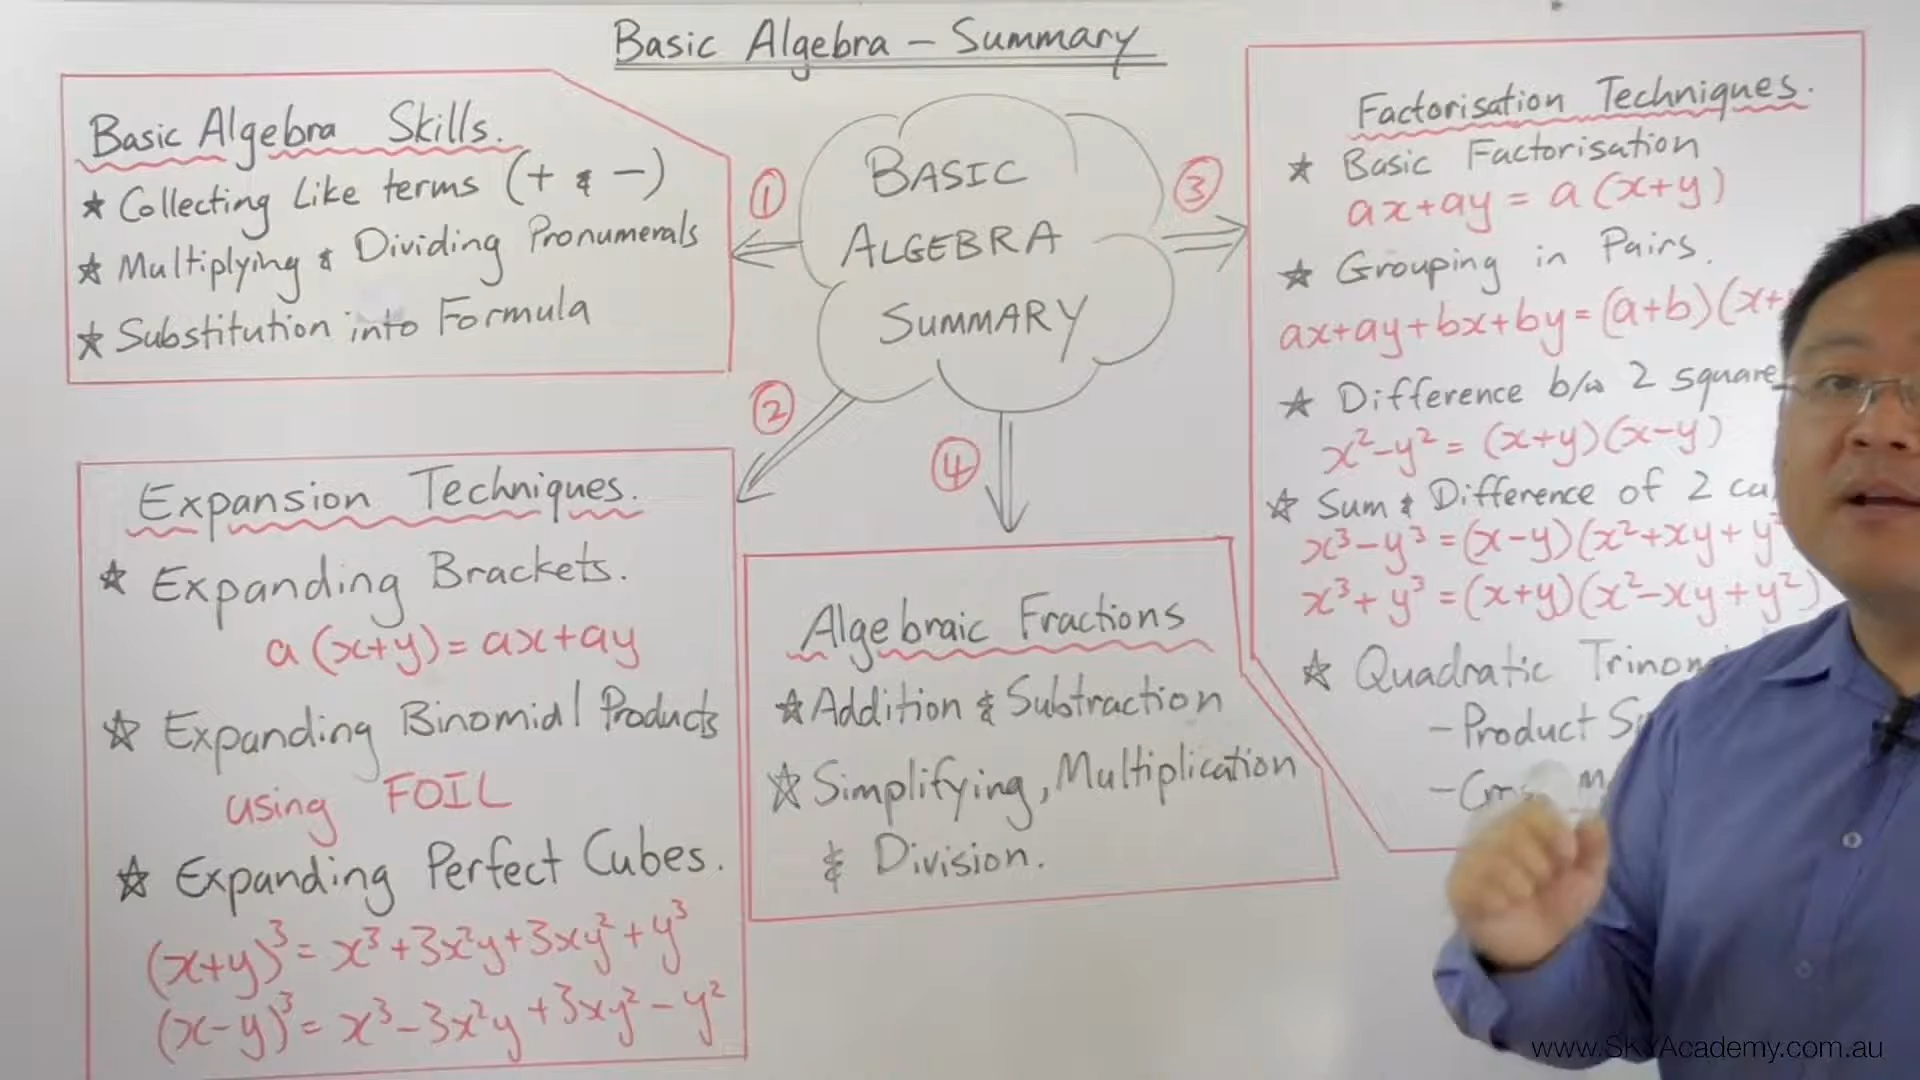 Basic Algebra – Summary
Basic Algebra Skills.
★ Collecting Like terms (+ & –)
★ Multiplying & Dividing Pronumerals
★ Substitution into Formula
①
BASIC
ALGEBRA
SUMMARY
②
③
④
Expansion Techniques.
★ Expanding Brackets.
a(x+y) = ax+ay
★ Expanding Binomial Products
using FOIL
★ Expanding Perfect Cubes.
(x+y)³ = x³+3x²y+3xy²+y³
(x-y)³ = x³-3x²y+3xy²-y²
Algebraic Fractions
★ Addition & Subtraction
★ Simplifying, Multiplication
& Division.
Factorisation Techniques.
★ Basic Factorisation
ax+ay = a(x+y)
★ Grouping in Pairs.
ax+ay+bx+by = (a+b)(x+
★ Difference b/w 2 square
x²-y² = (x+y)(x-y)
★ Sum & Difference of 2
x³-y³ = (x-y)(x²+xy+y²
x³+y³ = (x+y)(x²-xy+y²)
★ Quadratic
- Product
-
www.SKYAcademy.com.au